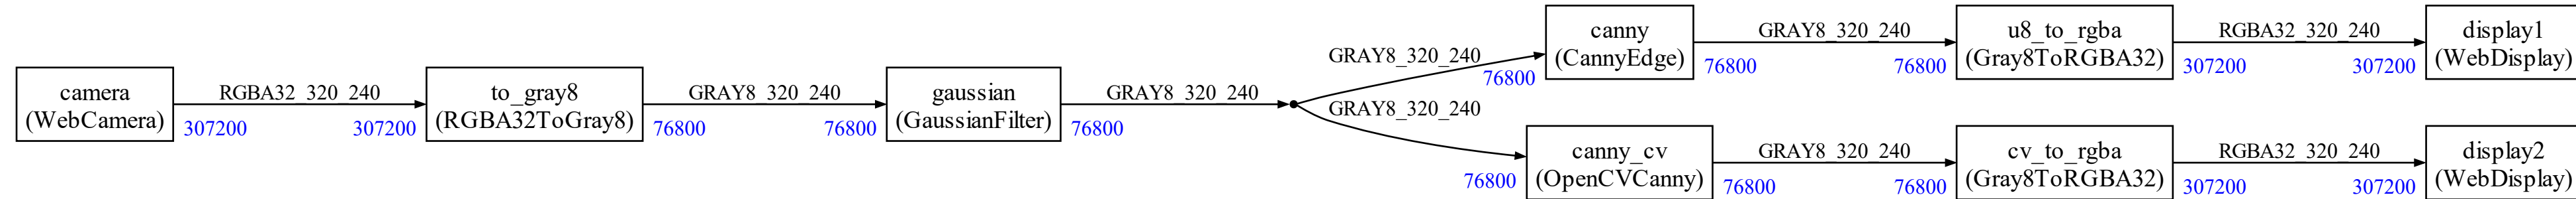 camera
(WebCamera)
RGBA32_320_240
307200
307200
to_gray8
(RGBA32ToGray8)
GRAY8_320_240
76800
76800
gaussian
(GaussianFilter)
GRAY8_320_240
76800
GRAY8_320_240
76800
canny
(CannyEdge)
GRAY8_320_240
76800
76800
u8_to_rgba
(Gray8ToRGBA32)
RGBA32_320_240
307200
307200
display1
(WebDisplay)
GRAY8_320_240
76800
canny_cv
(OpenCVCanny)
GRAY8_320_240
76800
76800
cv_to_rgba
(Gray8ToRGBA32)
RGBA32_320_240
307200
307200
display2
(WebDisplay)